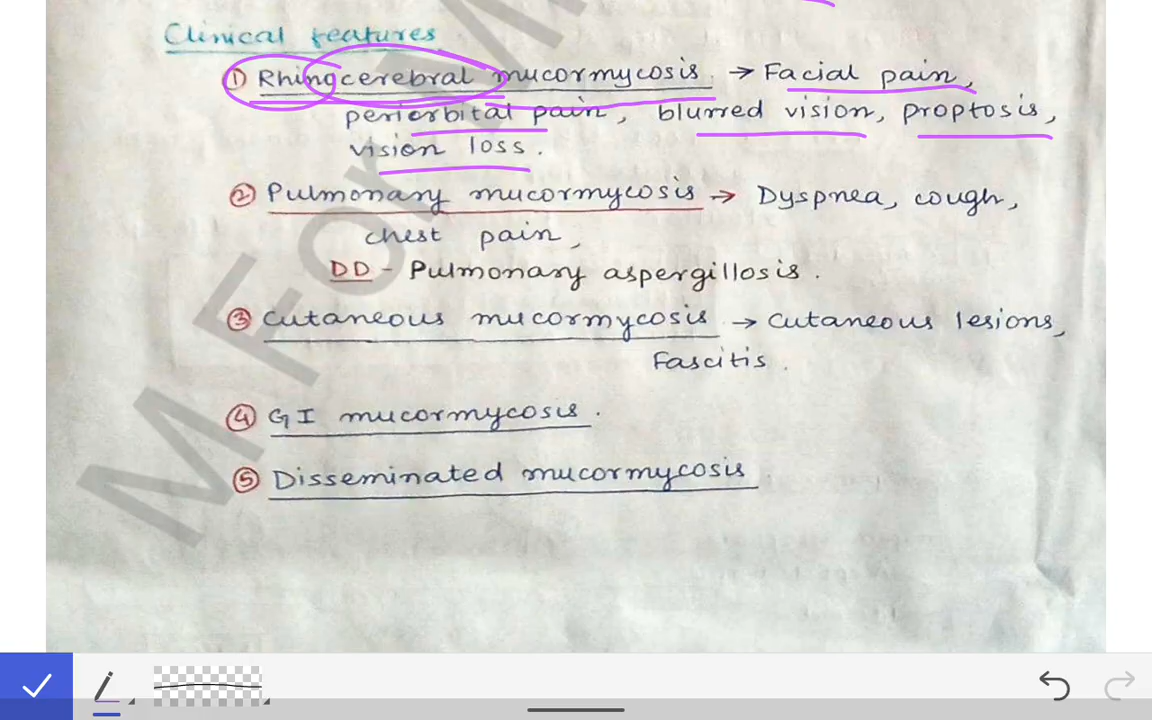 Clinical features
① Rhinocerebral mucormycosis → Facial pain,
periorbital pain, blurred vision, proptosis,
vision loss.
② Pulmonary mucormycosis → Dyspnea, cough,
chest pain,
DD - Pulmonary aspergillosis.
③ Cutaneous mucormycosis → Cutaneous lesions,
Fascitis.
④ GI mucormycosis.
⑤ Disseminated mucormycosis